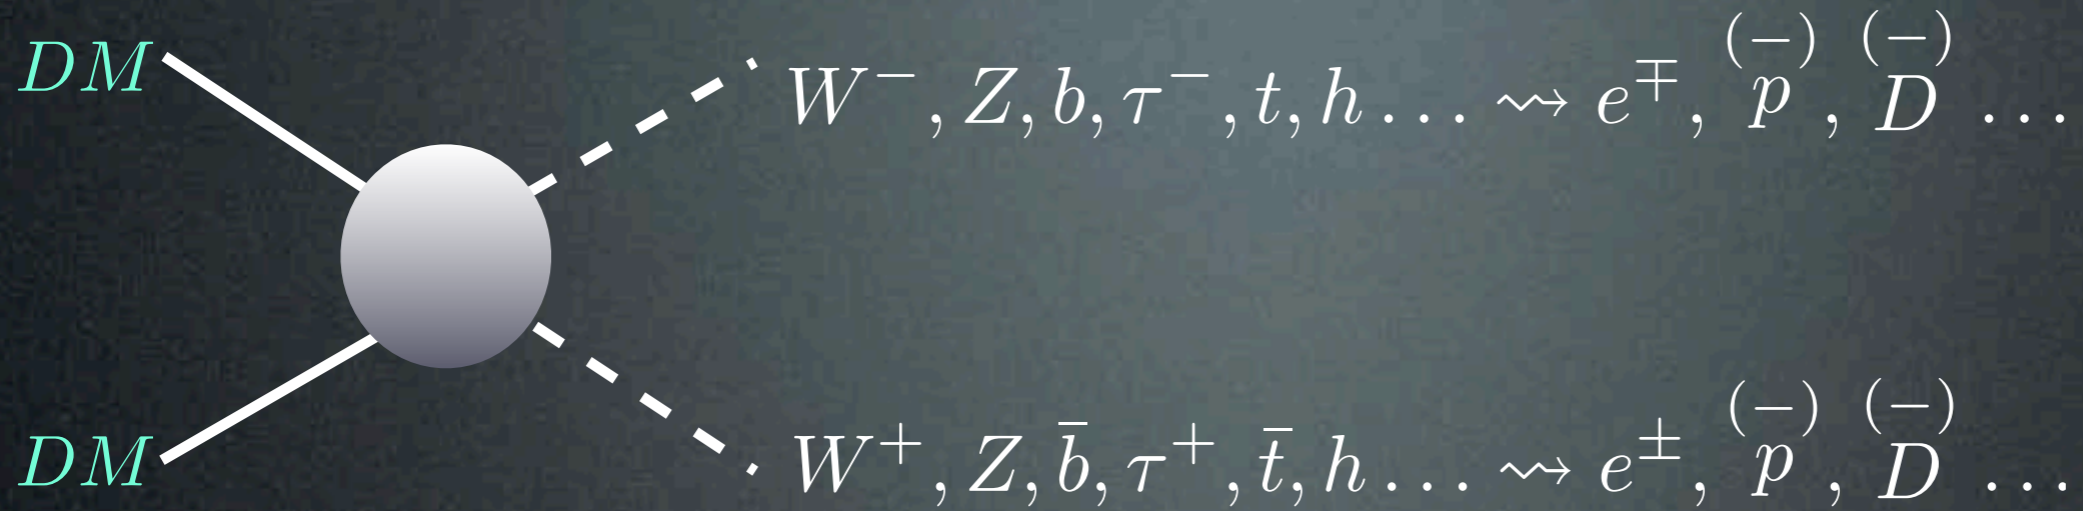 DM
W⁻, Z, b, τ⁻, t, h … ⇝ e^∓, p^(−), D^(−) …
DM
W⁺, Z, b̄, τ⁺, t̄, h … ⇝ e^±, p^(−), D^(−) …